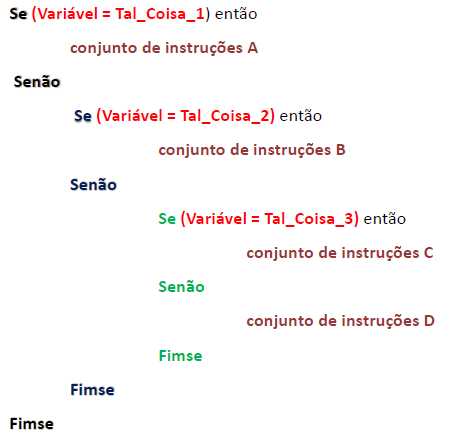 Se (Variável = Tal_Coisa_1) então
conjunto de instruções A
Senão
Se (Variável = Tal_Coisa_2) então
conjunto de instruções B
Senão
Se (Variável = Tal_Coisa_3) então
conjunto de instruções C
Senão
conjunto de instruções D
Fimse
Fimse
Fimse